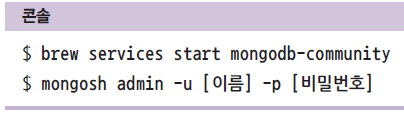 콘솔
$ brew services start mongodb-community
$ mongosh admin -u [이름] -p [비밀번호]